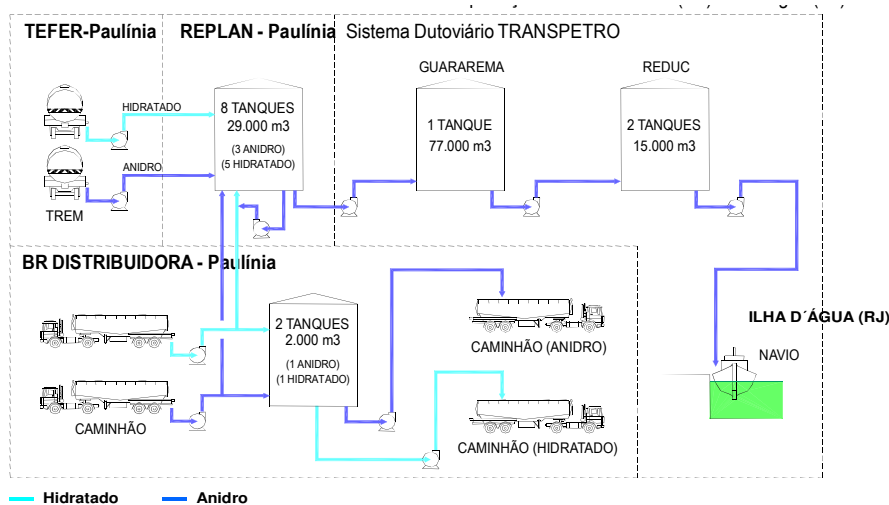 TEFER-Paulínia
REPLAN - Paulínia
Sistema Dutoviário TRANSPETRO
GUARAREMA
REDUC
HIDRATADO
8 TANQUES
29.000 m3
(3 ANIDRO)
(5 HIDRATADO)
1 TANQUE
77.000 m3
2 TANQUES
15.000 m3
ANIDRO
TREM
BR DISTRIBUIDORA - Paulínia
2 TANQUES
2.000 m3
(1 ANIDRO)
(1 HIDRATADO)
CAMINHÃO (ANIDRO)
ILHA D´ÁGUA (RJ)
NAVIO
CAMINHÃO
CAMINHÃO (HIDRATADO)
Hidratado
Anidro